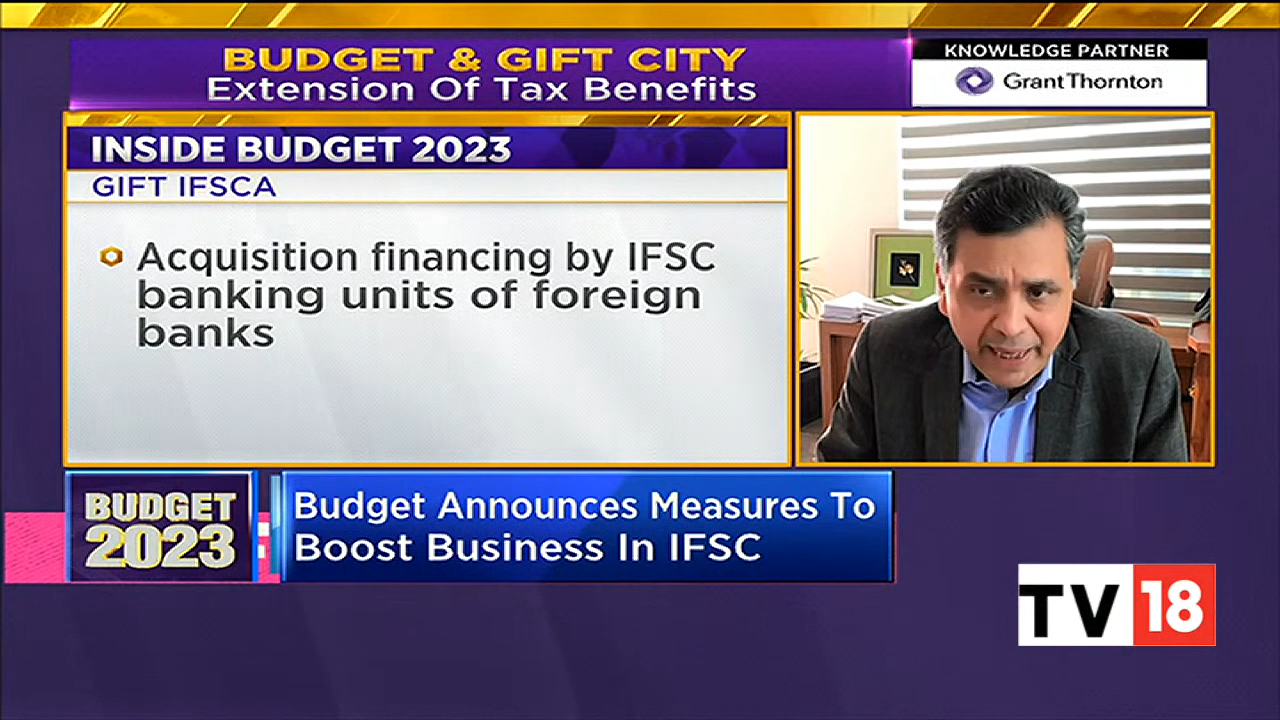 BUDGET & GIFT CITY
Extension Of Tax Benefits
KNOWLEDGE PARTNER
Grant Thornton
INSIDE BUDGET 2023
GIFT IFSCA
Acquisition financing by IFSC
banking units of foreign
banks
BUDGET
2023
Budget Announces Measures To
Boost Business In IFSC
TV18